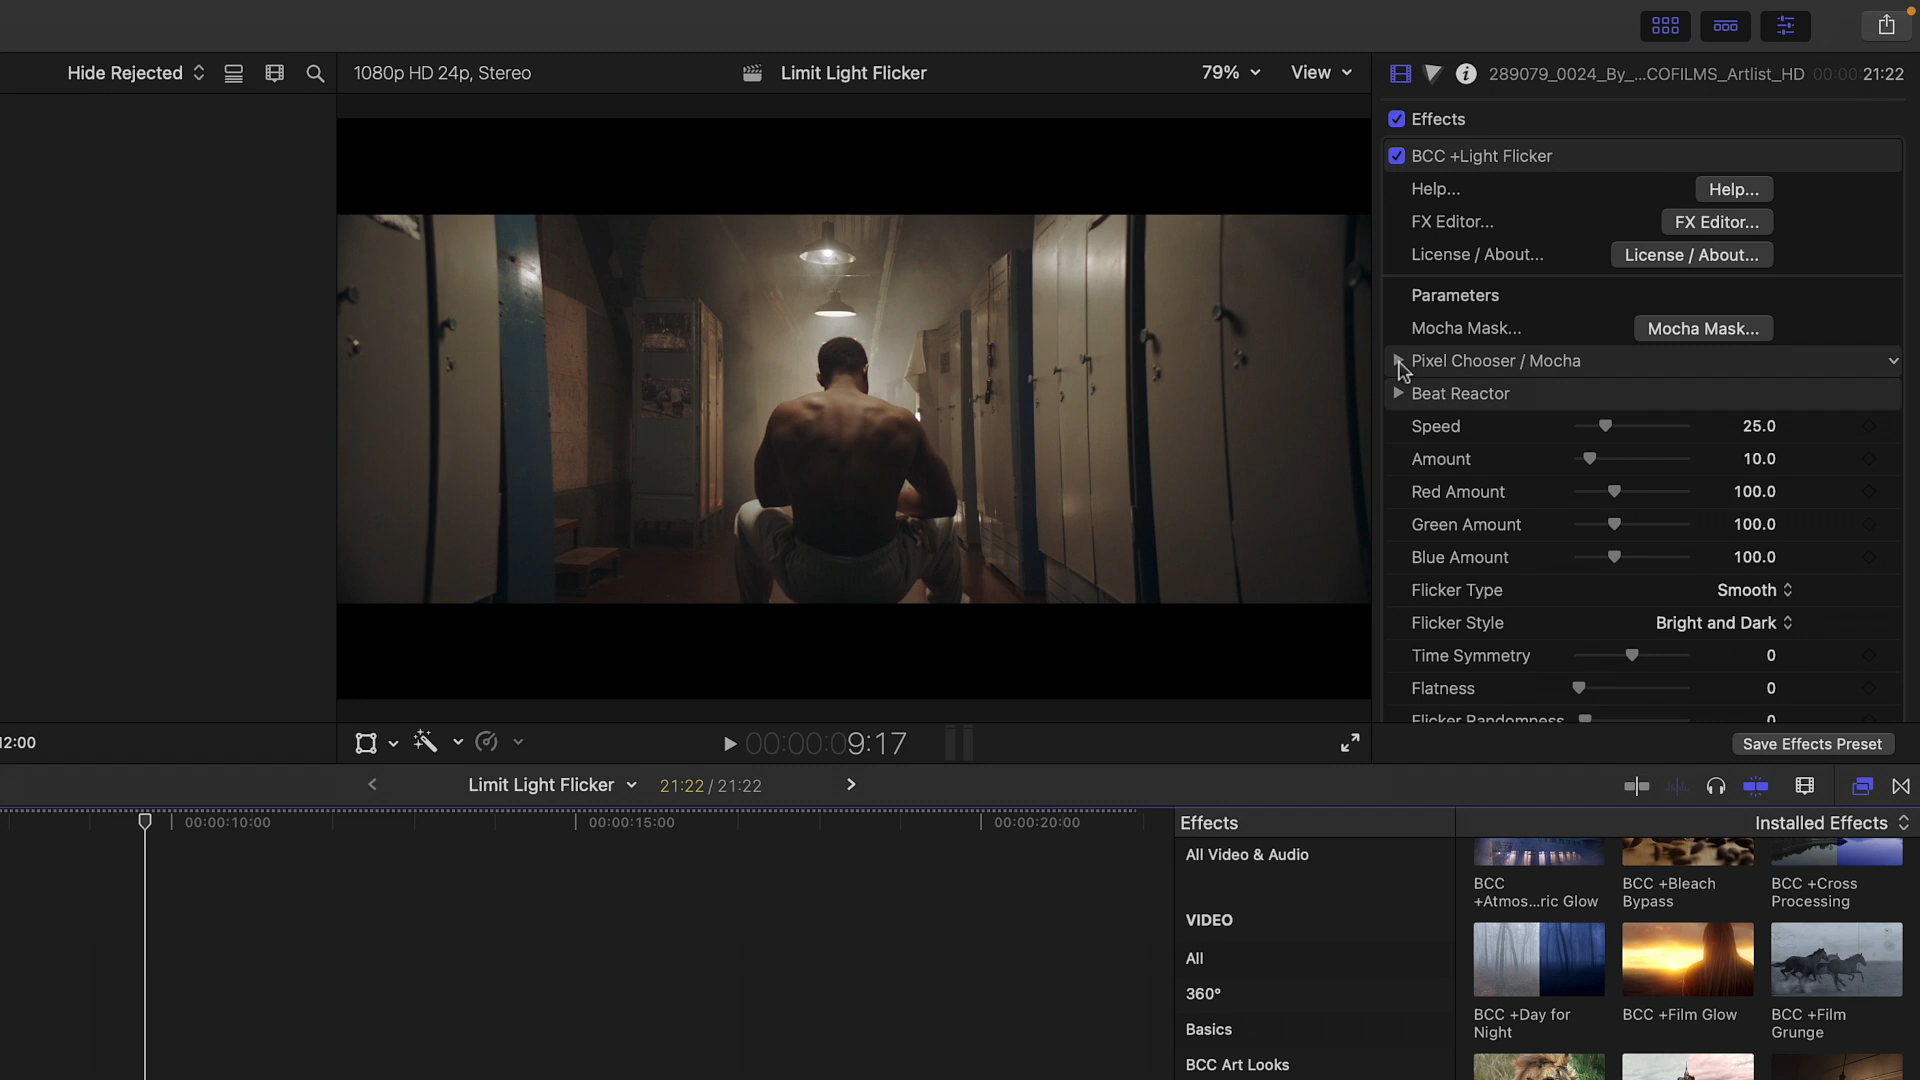 Hide Rejected
1080p HD 24p, Stereo
Limit Light Flicker
79%
View
289079_0024_By_...COFILMS_Artlist_HD
00:00:21:22
Effects
BCC +Light Flicker
Help...
Help...
FX Editor...
FX Editor...
License / About...
License / About...
Parameters
Mocha Mask...
Mocha Mask...
Pixel Chooser / Mocha
Beat Reactor
Speed
25.0
Amount
10.0
Red Amount
100.0
Green Amount
100.0
Blue Amount
100.0
Flicker Type
Smooth
Flicker Style
Bright and Dark
Time Symmetry
0
Flatness
0
Flicker Randomness
0
12:00
00:00:09:17
Save Effects Preset
Limit Light Flicker
21:22 / 21:22
00:00:10:00
00:00:15:00
00:00:20:00
Effects
Installed Effects
All Video & Audio
VIDEO
All
360°
Basics
BCC Art Looks
BCC
+Atmos...ric Glow
BCC +Bleach
Bypass
BCC +Cross
Processing
BCC +Day for
Night
BCC +Film Glow
BCC +Film
Grunge